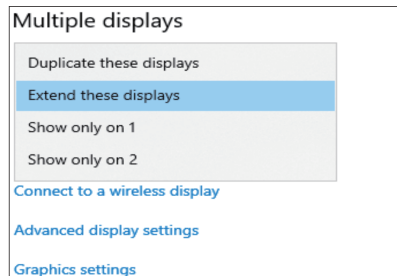 Multiple displays
Duplicate these displays
Extend these displays
Show only on 1
Show only on 2
Connect to a wireless display
Advanced display settings
Graphics settings